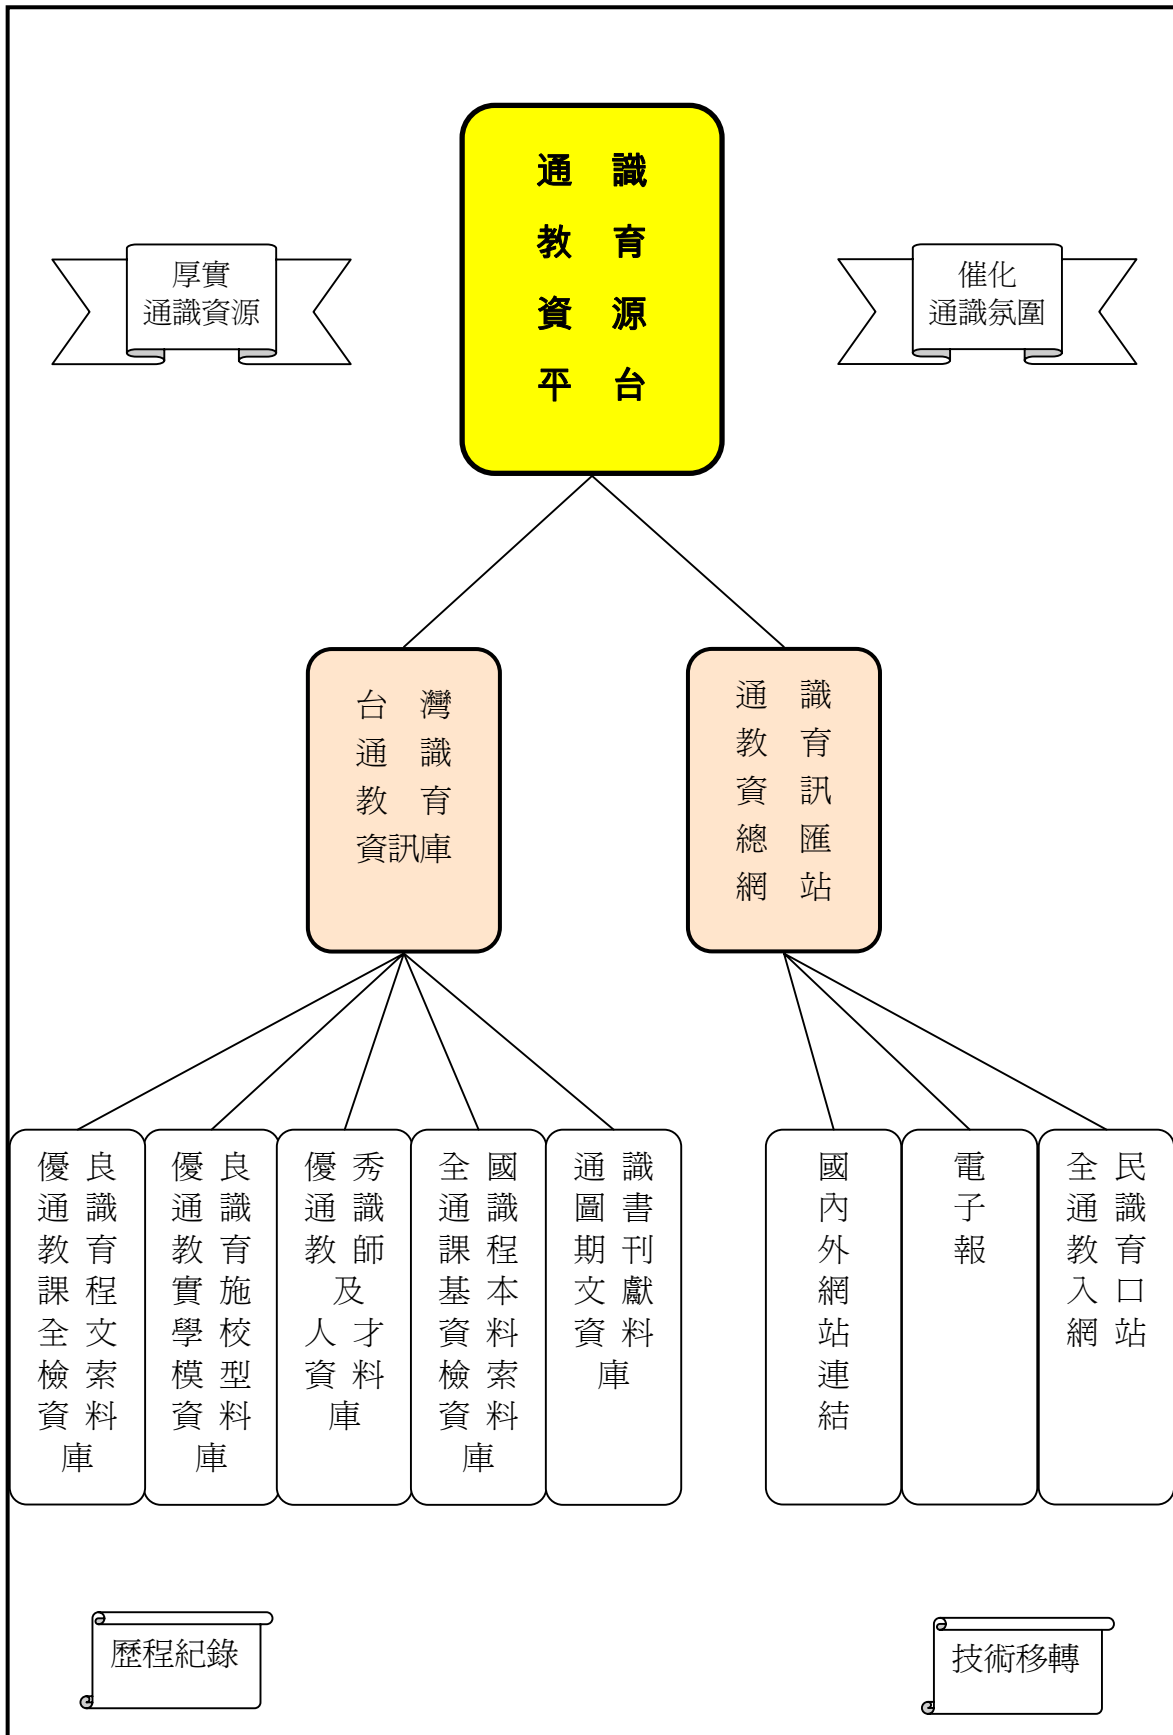 通 識
教 育
資 源
平 台
厚實
通識資源
催化
通識氛圍
台 灣
通 識
教 育
資訊庫
通 識
教 育
資 訊
總 匯
網 站
優 良
通 識
教 育
課 程
全 文
檢 索
資 料
庫
優 良
通 識
教 育
實 施
學 校
模 型
資 料
庫
優 秀
通 識
教 師
及
人 才
資 料
庫
全 國
通 識
課 程
基 本
資 料
檢 索
資 料
庫
通 識
圖 書
期 刊
文 獻
資 料
庫
國
內
外
網
站
連
結
電
子
報
全 民
通 識
教 育
入 口
網 站
歷程紀錄
技術移轉